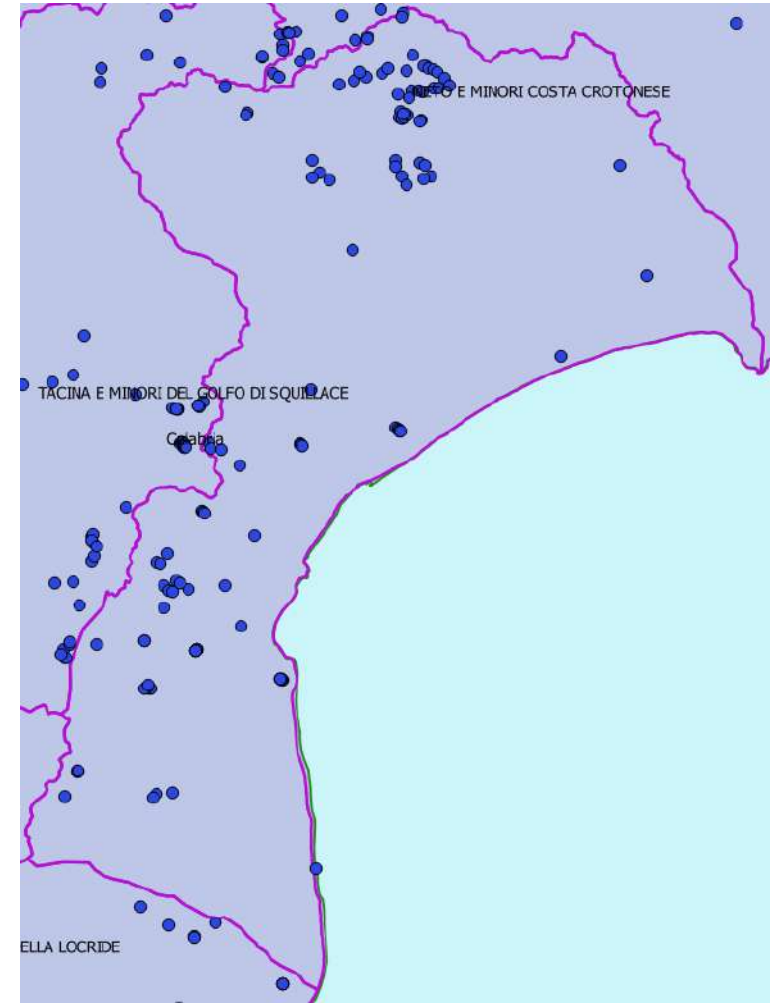 E MINORI COSTA CROTONESE
TACINA E MINORI DEL GOLFO DI SQUILLACE
Calabria
ELLA LOCRIDE